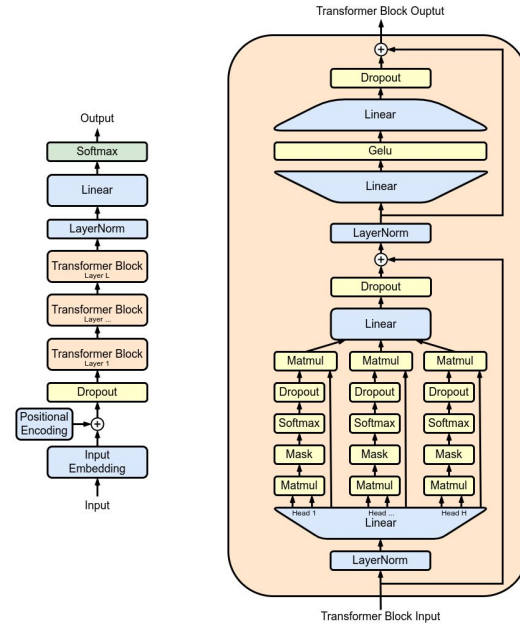 Output
Softmax
Linear
LayerNorm
Transformer Block
Layer L
Transformer Block
Layer ...
Transformer Block
Layer 1
Dropout
Positional
Encoding
Input
Embedding
Input
Transformer Block Ouptut
Dropout
Linear
Gelu
Linear
LayerNorm
Dropout
Linear
Matmul Matmul Matmul
Dropout Dropout Dropout
Softmax Softmax Softmax
Mask Mask Mask
Matmul Matmul Matmul
Head 1 Head ... Head H
Linear
LayerNorm
Transformer Block Input